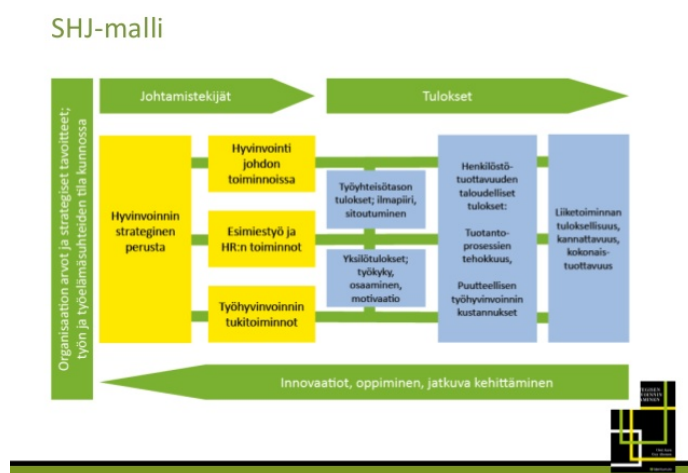 SHJ-malli
Organisaation arvot ja strategiset tavoitteet;
työn ja työelämäsuhteiden tila kunnossa
Johtamistekijät
Tulokset
Hyvinvoinnin
strateginen
perusta
Hyvinvointi
johdon
toiminnoissa
Esimiestyö ja
HR:n toiminnot
Työhyvinvoinnin
tukitoiminnot
Työyhteisötason
tulokset; ilmapiiri,
sitoutuminen
Yksilötulokset;
työkyky,
osaaminen,
motivaatio
Henkilöstö-
tuottavuuden
taloudelliset
tulokset:
Tuotanto-
prosessien
tehokkuus,
Puutteellisen
työhyvinvoinnin
kustannukset
Liiketoiminnan
tuloksellisuus,
kannattavuus,
kokonais-
tuottavuus
Innovaatiot, oppiminen, jatkuva kehittäminen